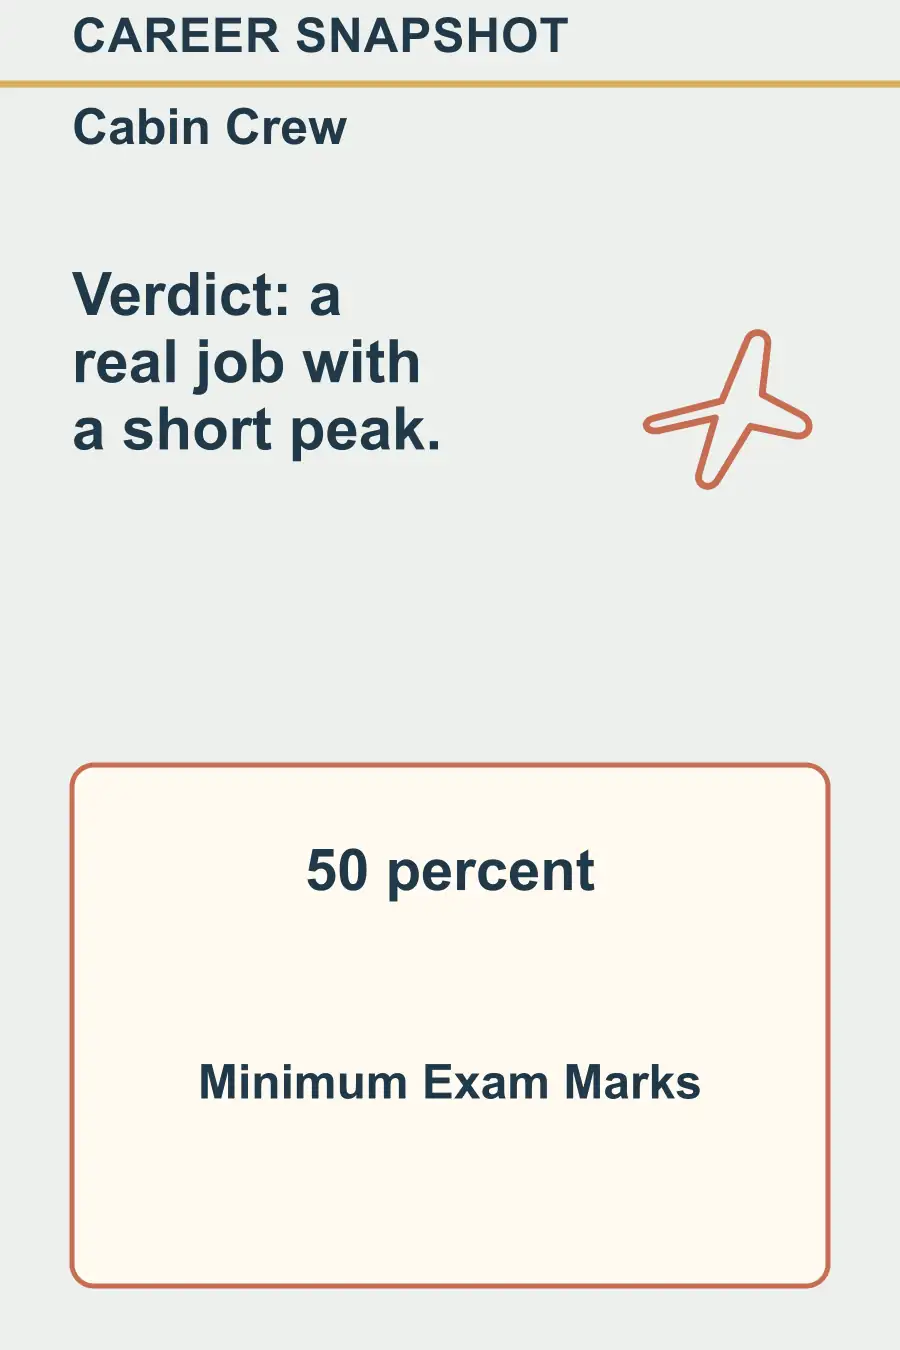 CAREER SNAPSHOT
Cabin Crew
Verdict: a
real job with
a short peak.
50 percent
Minimum Exam Marks